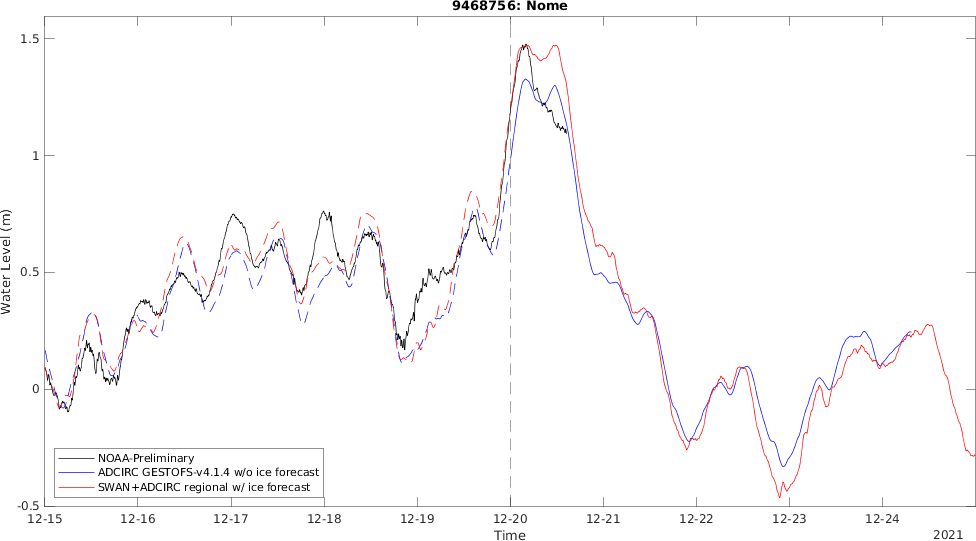 9468756: Nome
1.5
1
0.5
0
-0.5
Water Level (m)
NOAA-Preliminary
ADCIRC GESTOFS-v4.1.4 w/o ice forecast
SWAN+ADCIRC regional w/ ice forecast
12-15 12-16 12-17 12-18 12-19 12-20 12-21 12-22 12-23 12-24
Time
2021